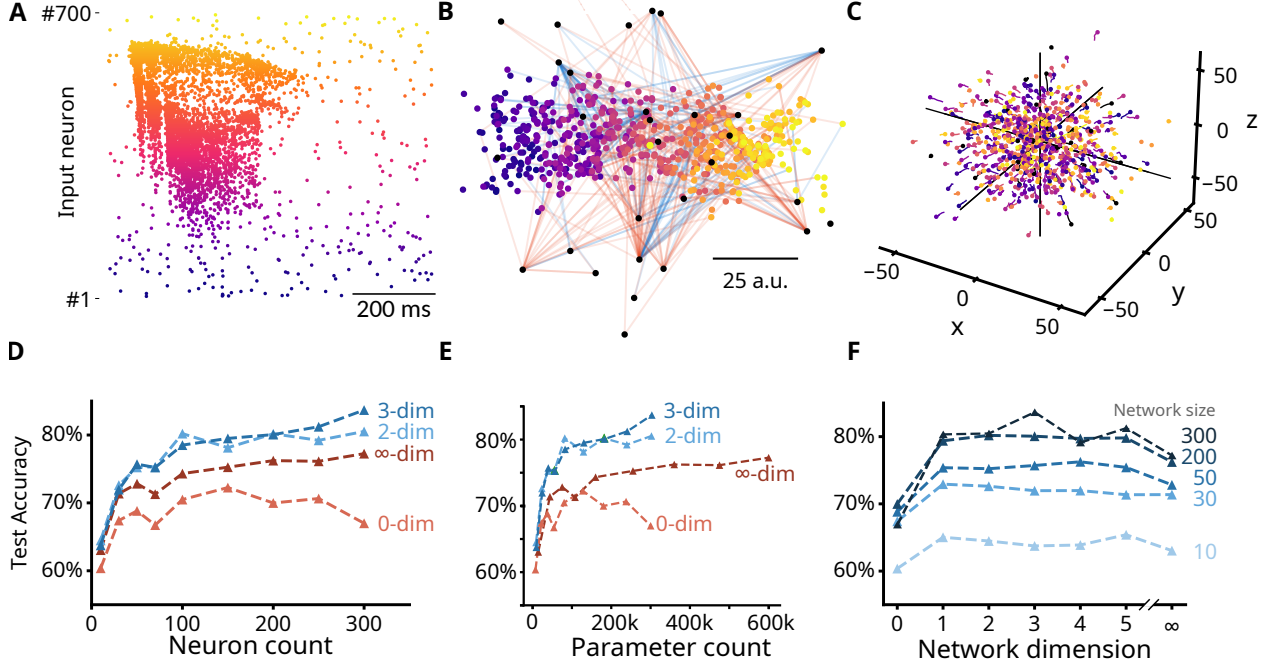 A
#700
Input neuron
#1
200 ms
B
25 a.u.
C
50
0
−50
z
50
0
−50
y
−50
0
50
x
D
Test Accuracy
80%
70%
60%
3-dim
2-dim
∞-dim
0-dim
0
100
200
300
Neuron count
E
80%
70%
60%
3-dim
2-dim
∞-dim
0-dim
0
200k
400k
600k
Parameter count
F
80%
70%
60%
Network size
300
200
50
30
10
0
1
2
3
4
5
∞
Network dimension